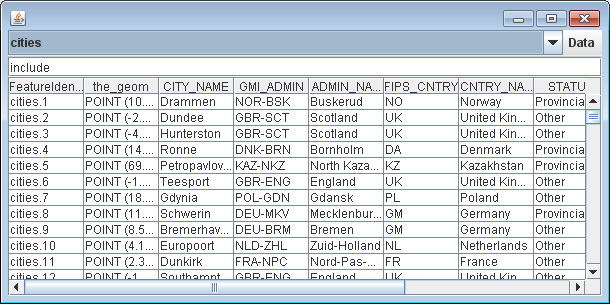 cities Data
include
FeatureIden... the_geom CITY_NAME GMI_ADMIN ADMIN_NA... FIPS_CNTRY CNTRY_NA... STATU
cities.1 POINT (10.... Drammen NOR-BSK Buskerud NO Norway Provincia
cities.2 POINT (-2.... Dundee GBR-SCT Scotland UK United Kin... Other
cities.3 POINT (-4.... Hunterston GBR-SCT Scotland UK United Kin... Other
cities.4 POINT (14.... Ronne DNK-BRN Bornholm DA Denmark Provincia
cities.5 POINT (69.... Petropavlov... KAZ-NKZ North Kaza... KZ Kazakhstan Provincia
cities.6 POINT (-1.... Teesport GBR-ENG England UK United Kin... Other
cities.7 POINT (18.... Gdynia POL-GDN Gdansk PL Poland Other
cities.8 POINT (11.... Schwerin DEU-MKV Mecklenbur... GM Germany Provincia
cities.9 POINT (8.5... Bremerhav... DEU-BRM Bremen GM Germany Other
cities.10 POINT (4.1... Europoort NLD-ZHL Zuid-Holland NL Netherlands Other
cities.11 POINT (2.3... Dunkirk FRA-NPC Nord-Pas-... FR France Other
cities.12 POINT (-1.... Southampt... GBR-ENG England UK United Kin... Other